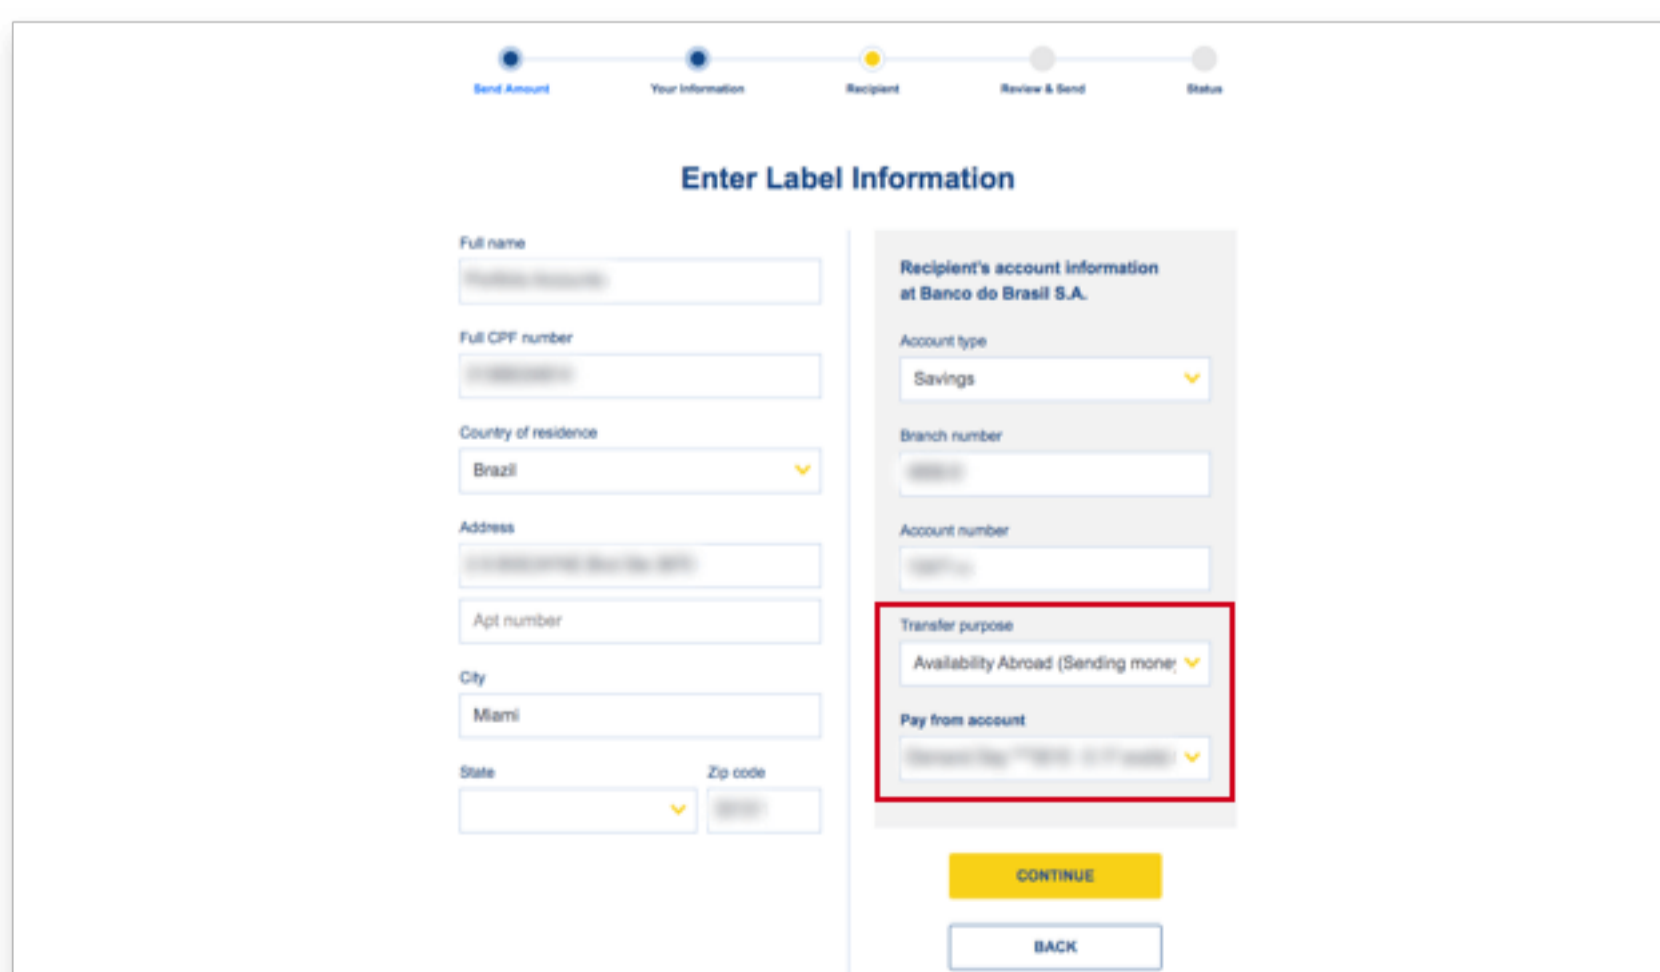 Send Amount
Your Information
Recipient
Review & Send
Status
Enter Label Information
Full name
Full CPF number
Country of residence
Brazil
Address
Apt number
City
Miami
State
Zip code
Recipient's account information
at Banco do Brasil S.A.
Account type
Savings
Branch number
Account number
Transfer purpose
Availability Abroad (Sending money
Pay from account
CONTINUE
BACK